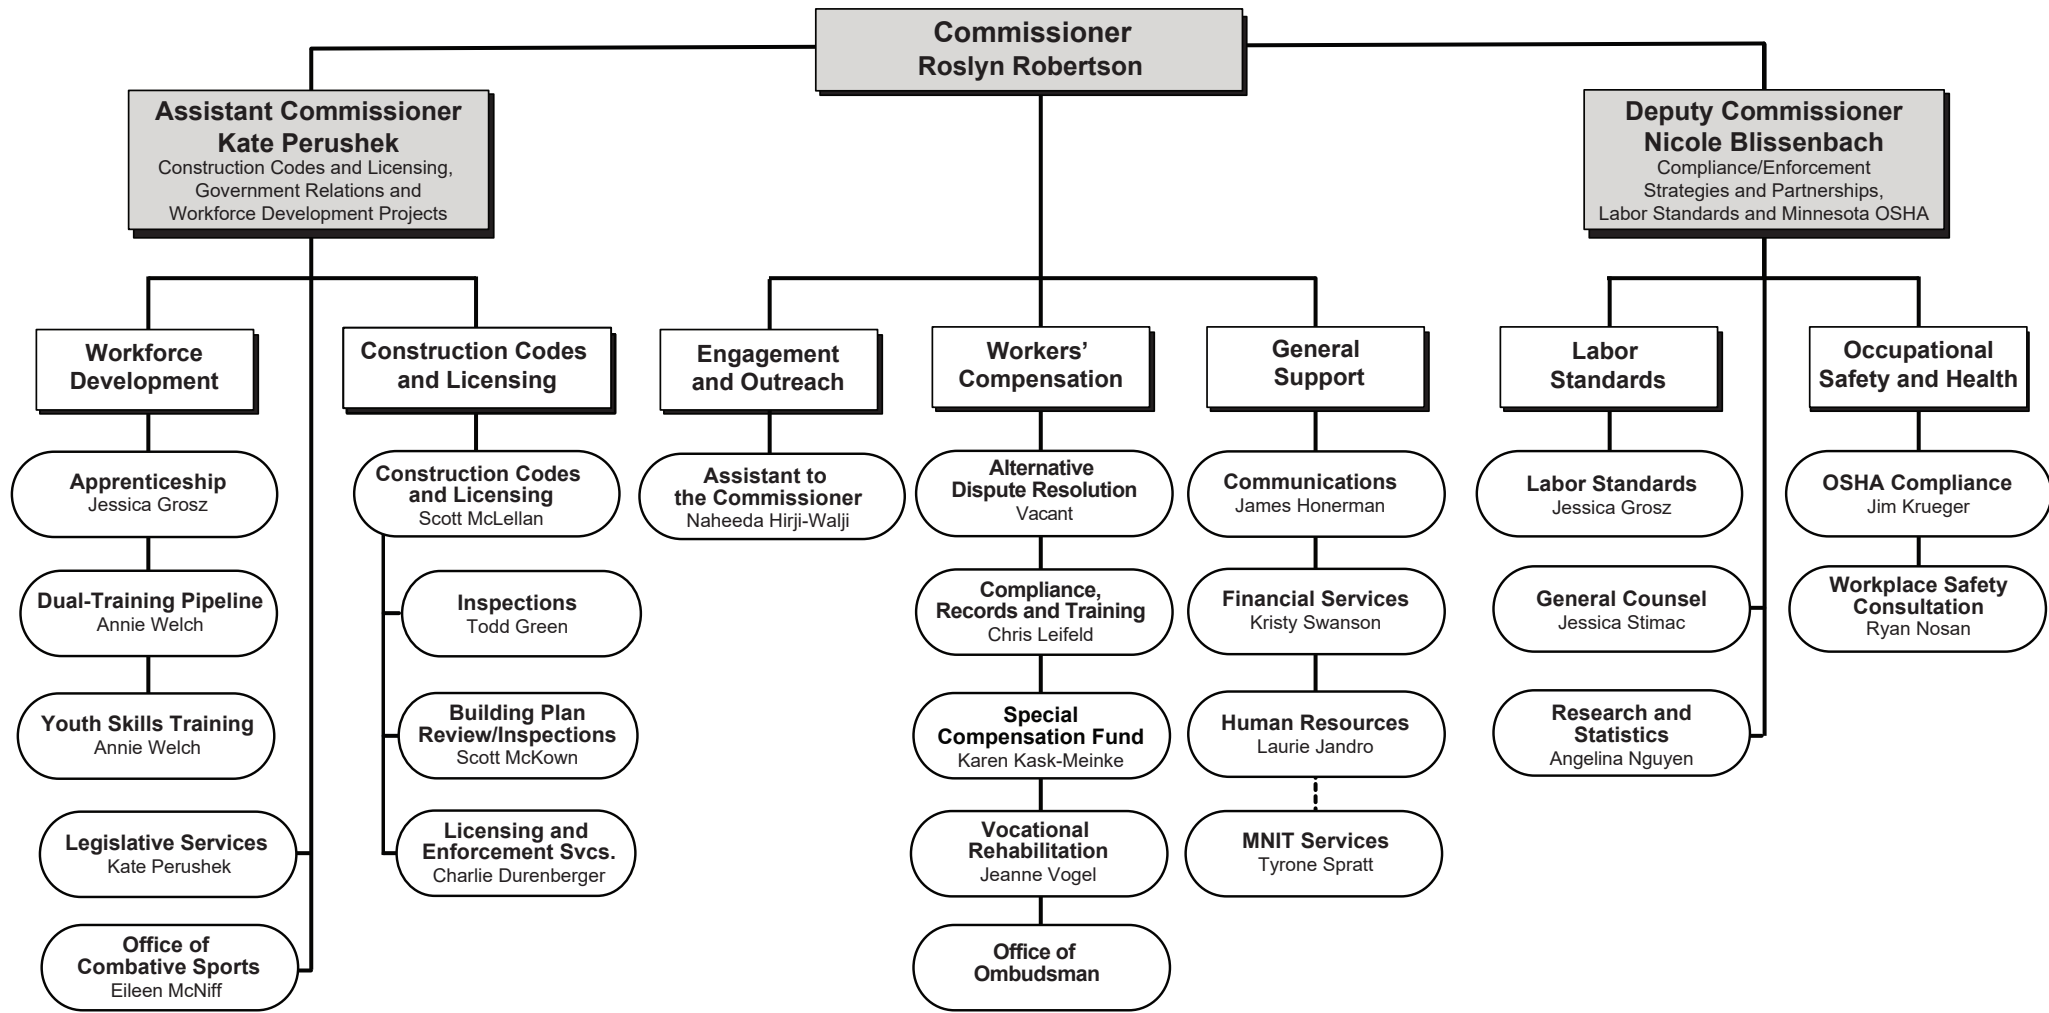 Commissioner
Roslyn Robertson
Assistant Commissioner
Kate Perushek
Construction Codes and Licensing,
Government Relations and
Workforce Development Projects
Deputy Commissioner
Nicole Blissenbach
Compliance/Enforcement
Strategies and Partnerships,
Labor Standards and Minnesota OSHA
Workforce
Development
Construction Codes
and Licensing
Engagement
and Outreach
Workers’
Compensation
General
Support
Labor
Standards
Occupational
Safety and Health
Apprenticeship
Jessica Grosz
Dual-Training Pipeline
Annie Welch
Youth Skills Training
Annie Welch
Legislative Services
Kate Perushek
Office of
Combative Sports
Eileen McNiff
Construction Codes
and Licensing
Scott McLellan
Inspections
Todd Green
Building Plan
Review/Inspections
Scott McKown
Licensing and
Enforcement Svcs.
Charlie Durenberger
Assistant to
the Commissioner
Naheeda Hirji-Walji
Alternative
Dispute Resolution
Vacant
Compliance,
Records and Training
Chris Leifeld
Special
Compensation Fund
Karen Kask-Meinke
Vocational
Rehabilitation
Jeanne Vogel
Office of
Ombudsman
Communications
James Honerman
Financial Services
Kristy Swanson
Human Resources
Laurie Jandro
MNIT Services
Tyrone Spratt
Labor Standards
Jessica Grosz
General Counsel
Jessica Stimac
Research and
Statistics
Angelina Nguyen
OSHA Compliance
Jim Krueger
Workplace Safety
Consultation
Ryan Nosan